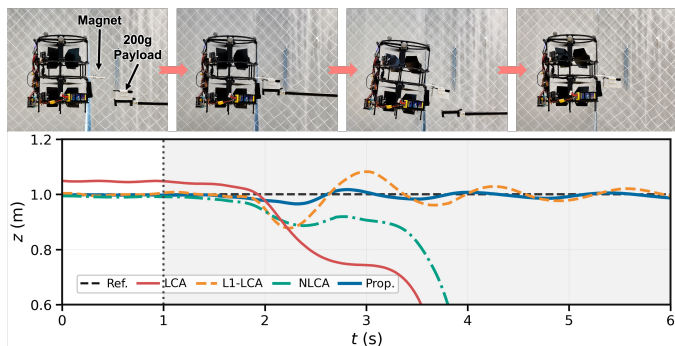 Magnet
200g
Payload
1.2
1.0
0.8
0.6
z (m)
Ref. LCA L1-LCA NLCA Prop.
0 1 2 3 4 5 6
t (s)